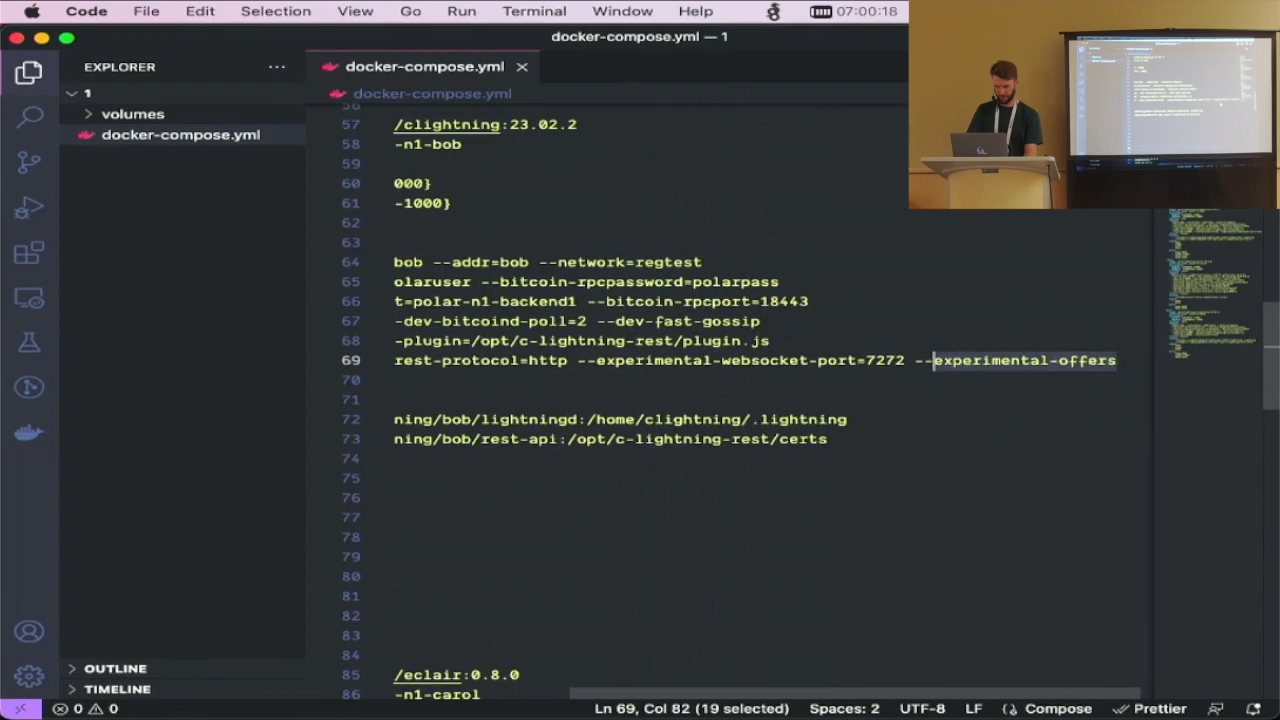 Code File Edit Selection View Go Run Terminal Window Help 07:00:18
docker-compose.yml — 1
EXPLORER
docker-compose.yml
1
docker-compose.yml
volumes
docker-compose.yml
57 /clightning:23.02.2
58 -n1-bob
59
60 000}
61 -1000}
62
63
64 bob --addr=bob --network=regtest
65 olaruser --bitcoin-rpcpassword=polarpass
66 t=polar-n1-backend1 --bitcoin-rpcport=18443
67 -dev-bitcoind-poll=2 --dev-fast-gossip
68 -plugin=/opt/c-lightning-rest/plugin.js
69 rest-protocol=http --experimental-websocket-port=7272 --experimental-offers
70
71
72 ning/bob/lightningd:/home/clightning/.lightning
73 ning/bob/rest-api:/opt/c-lightning-rest/certs
74
75
76
77
78
79
80
81
82
83
84
85 /eclair:0.8.0
86 -n1-carol
OUTLINE
TIMELINE
0 0 Ln 69, Col 82 (19 selected) Spaces: 2 UTF-8 LF Compose Prettier